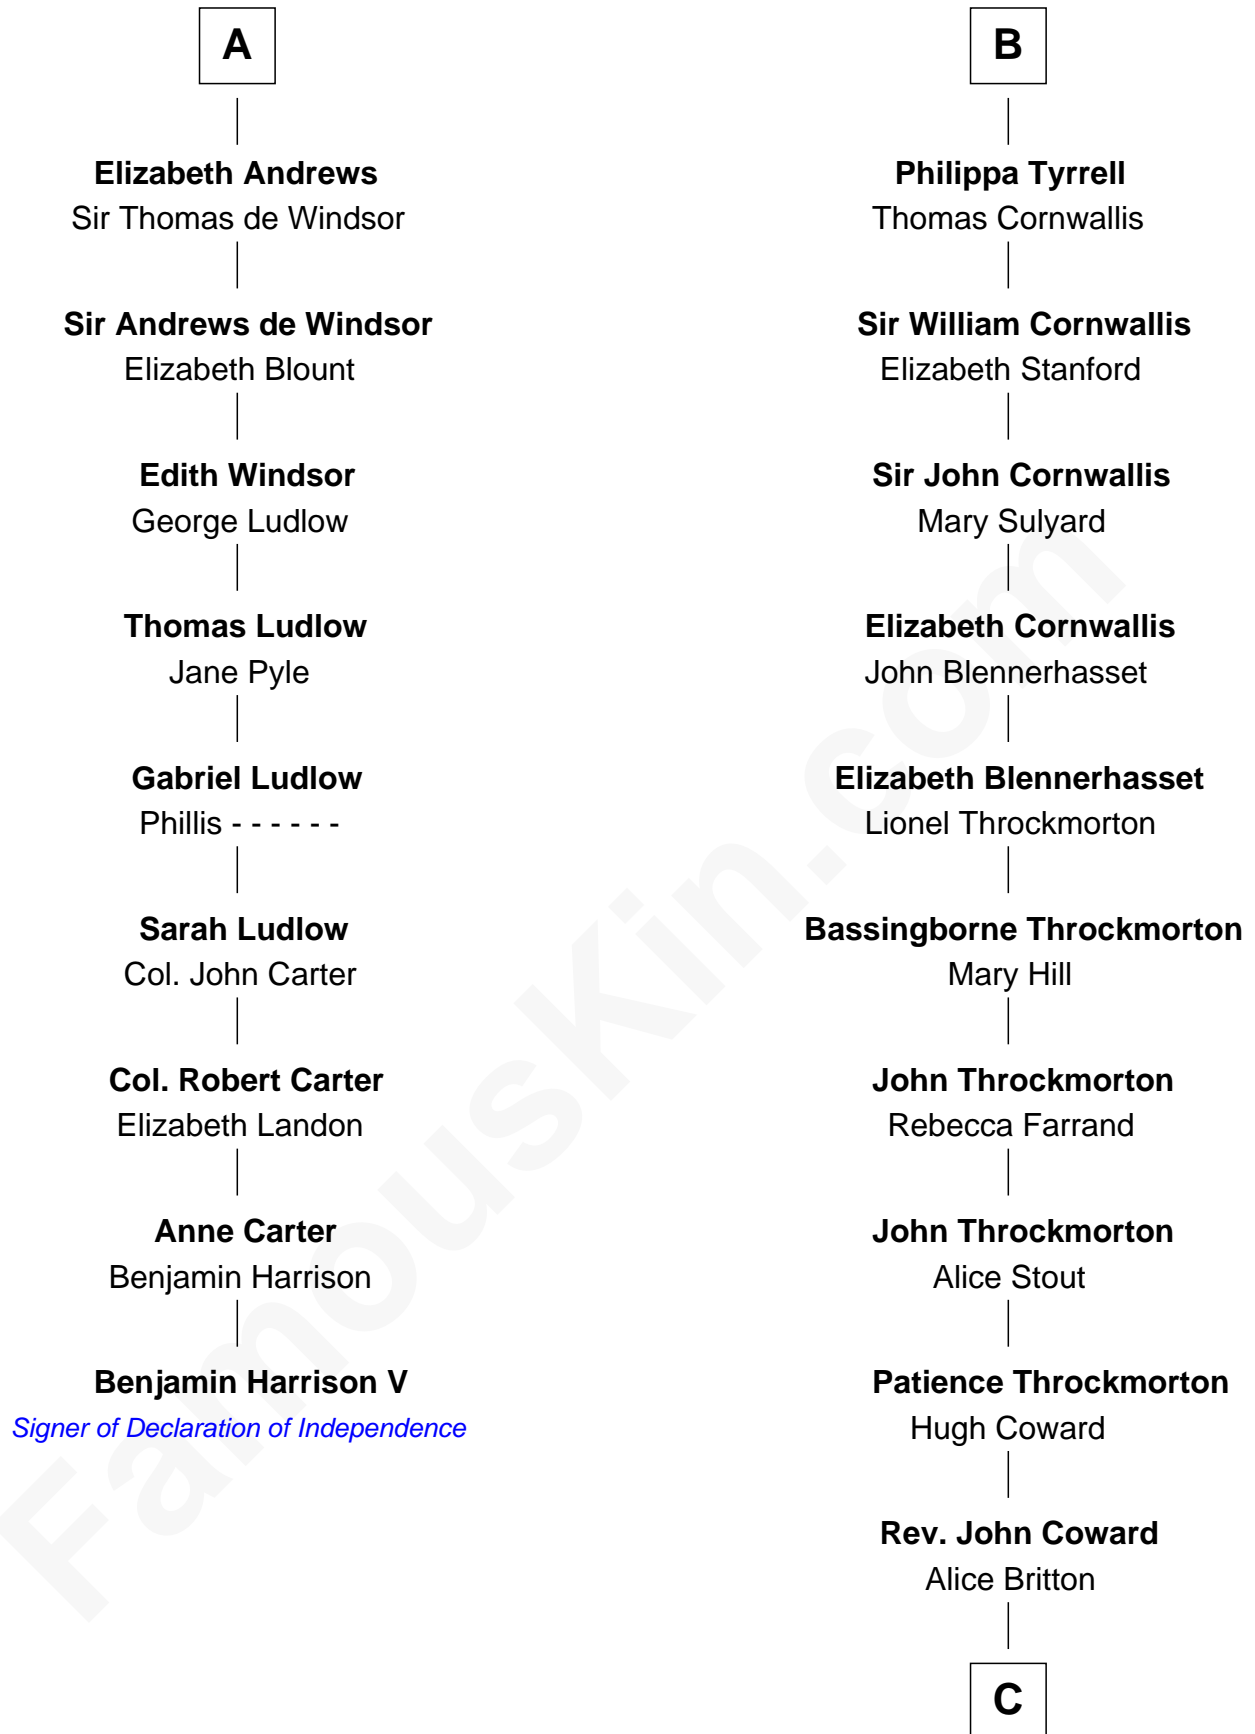 A
Elizabeth Andrews
Sir Thomas de Windsor
Sir Andrews de Windsor
Elizabeth Blount
Edith Windsor
George Ludlow
Thomas Ludlow
Jane Pyle
Gabriel Ludlow
Phillis - - - - - -
Sarah Ludlow
Col. John Carter
Col. Robert Carter
Elizabeth Landon
Anne Carter
Benjamin Harrison
Benjamin Harrison V
Signer of Declaration of Independence
B
Philippa Tyrrell
Thomas Cornwallis
Sir William Cornwallis
Elizabeth Stanford
Sir John Cornwallis
Mary Sulyard
Elizabeth Cornwallis
John Blennerhasset
Elizabeth Blennerhasset
Lionel Throckmorton
Bassingborne Throckmorton
Mary Hill
John Throckmorton
Rebecca Farrand
John Throckmorton
Alice Stout
Patience Throckmorton
Hugh Coward
Rev. John Coward
Alice Britton
C
FamousKin.com